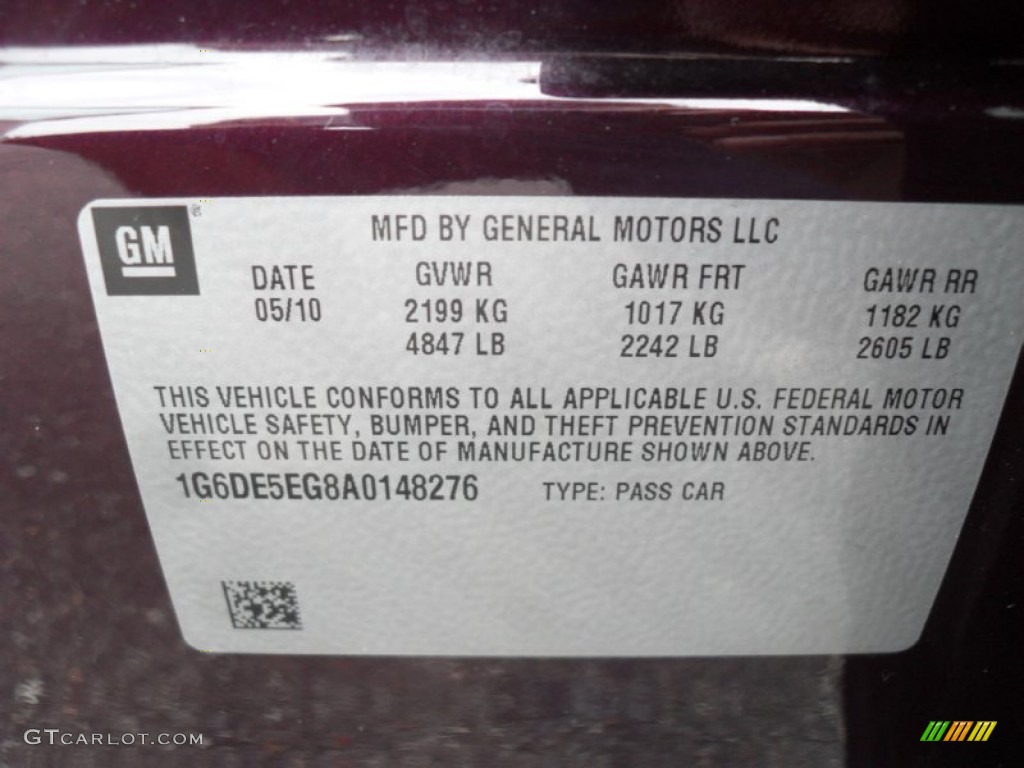 GM ®
MFD BY GENERAL MOTORS LLC
DATE GVWR GAWR FRT GAWR RR
05/10 2199 KG 1017 KG 1182 KG
4847 LB 2242 LB 2605 LB
THIS VEHICLE CONFORMS TO ALL APPLICABLE U.S. FEDERAL MOTOR
VEHICLE SAFETY, BUMPER, AND THEFT PREVENTION STANDARDS IN
EFFECT ON THE DATE OF MANUFACTURE SHOWN ABOVE.
1G6DE5EG8A0148276 TYPE: PASS CAR
GTCARLOT.COM